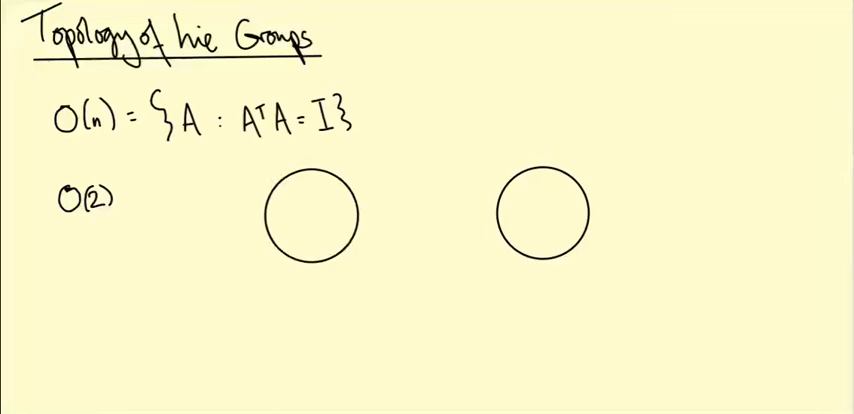 Topology of Lie Groups
O(n) = {A : AᵀA = I}
O(2)